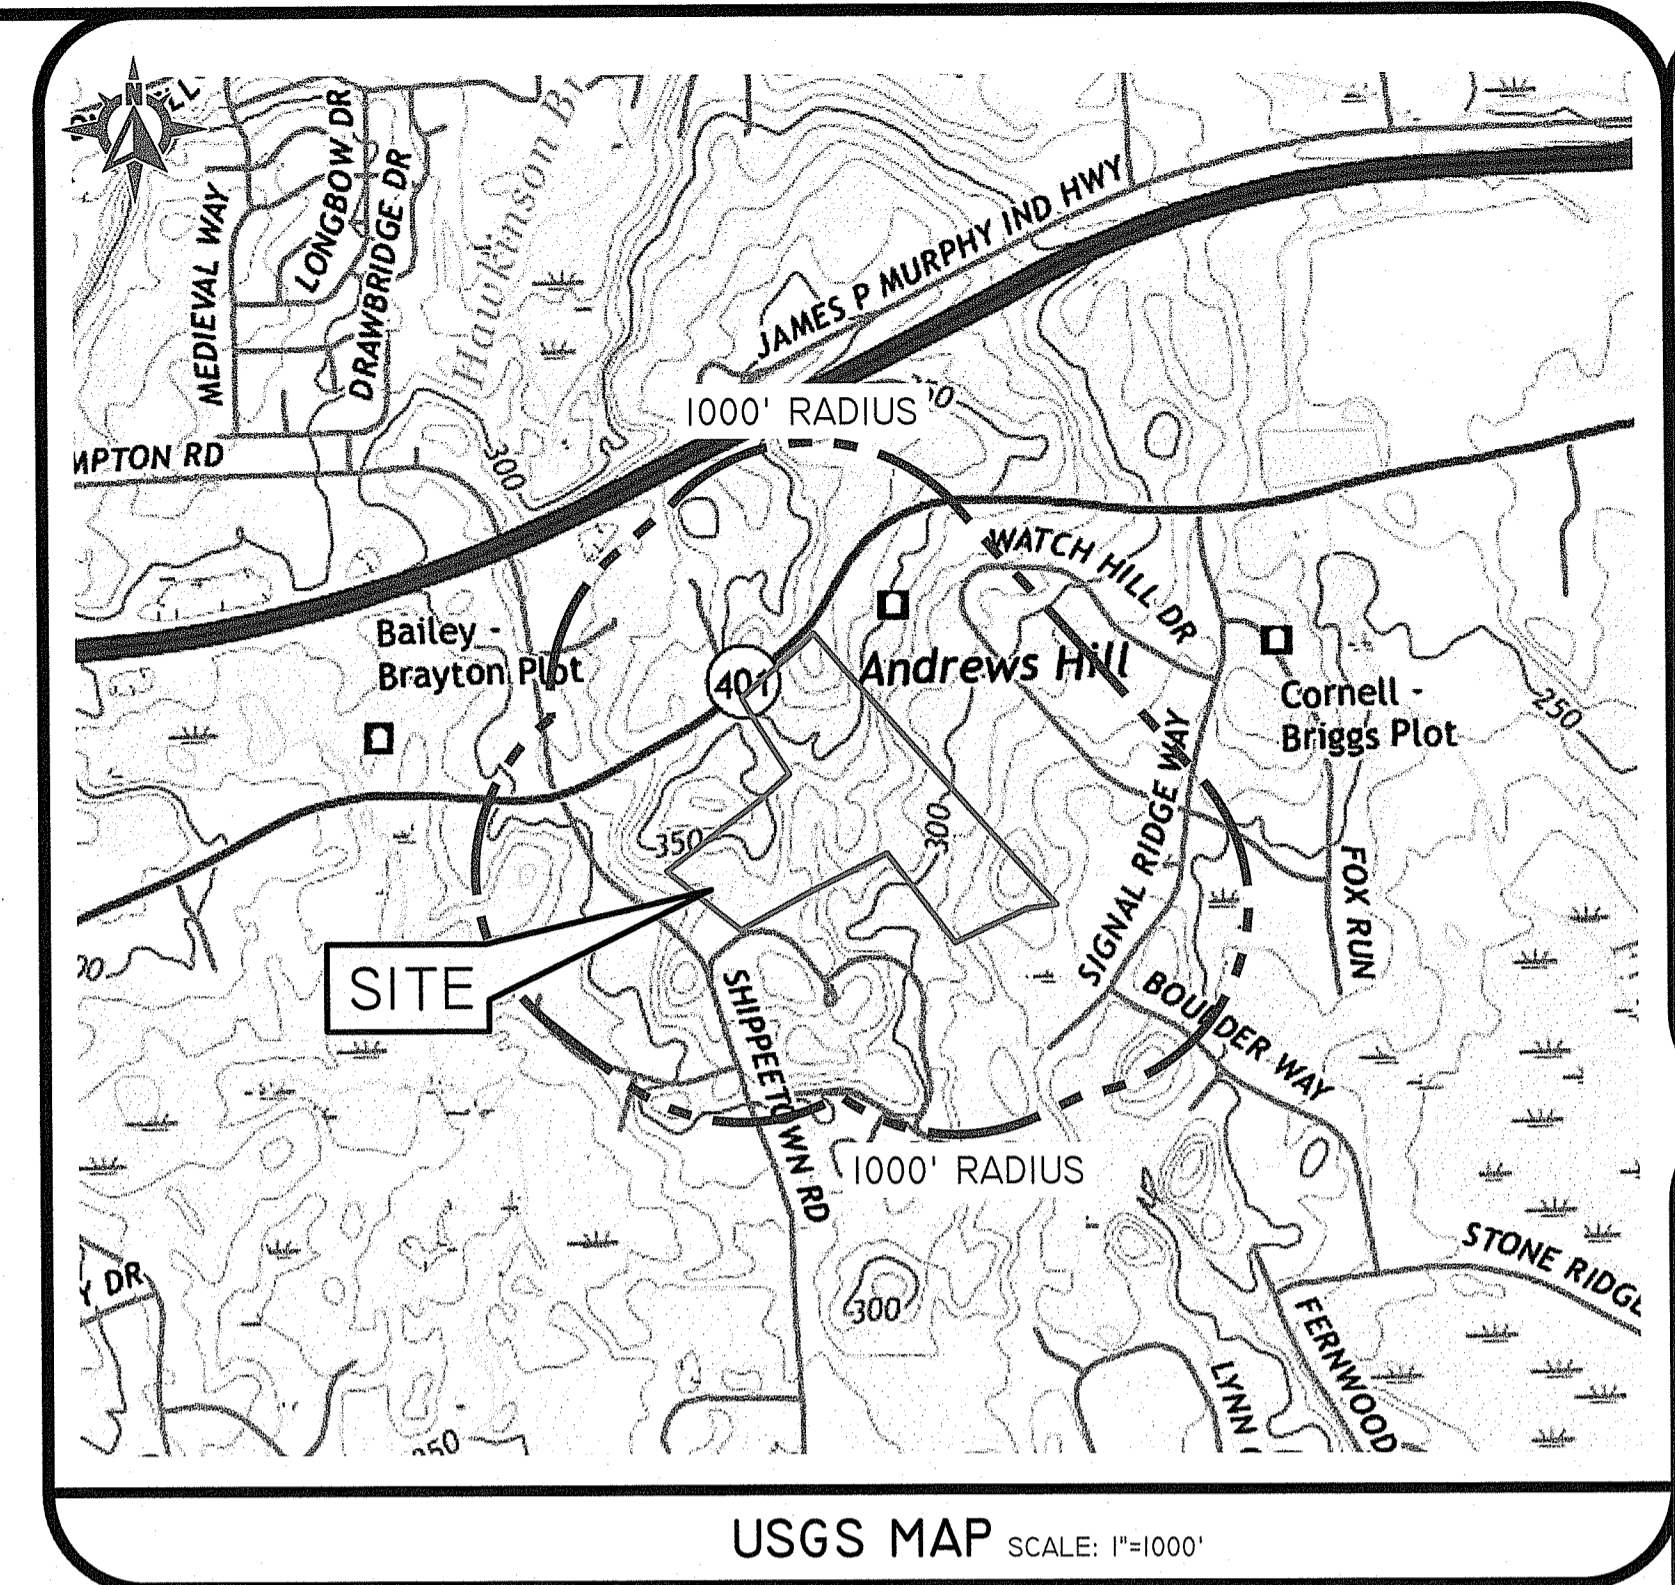 N
LONGBOW DR
DRAWBRIDGE DR
MEDIEVAL WAY
Hawkinson Br
JAMES P MURPHY IND HWY
1000' RADIUS
MPTON RD
300
WATCH HILL DR
Bailey -
Brayton Plot
401
Andrews Hill
Cornell -
Briggs Plot
250
SIGNAL RIDGE WAY
350
300
FOX RUN
SITE
SHIPPEETOWN RD
BOULDER WAY
1000' RADIUS
STONE RIDGE
Y DR
300
FERNWOOD
LYNN
USGS MAP SCALE: 1"=1000'